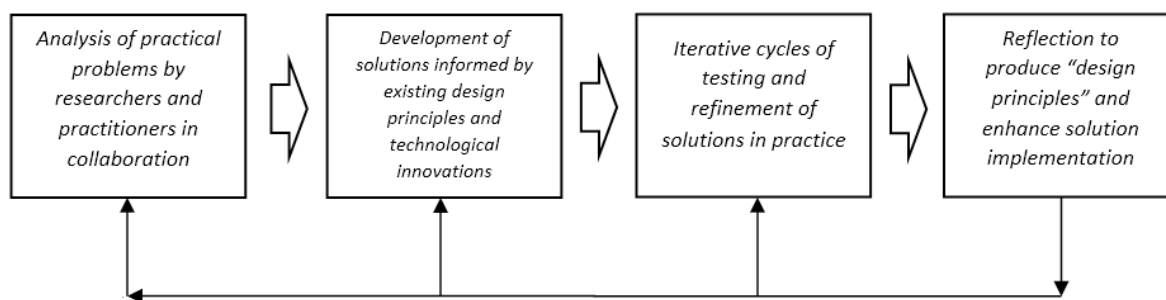 Analysis of practical
problems by
researchers and
practitioners in
collaboration
Development of
solutions informed by
existing design
principles and
technological
innovations
Iterative cycles of
testing and
refinement of
solutions in practice
Reflection to
produce “design
principles” and
enhance solution
implementation